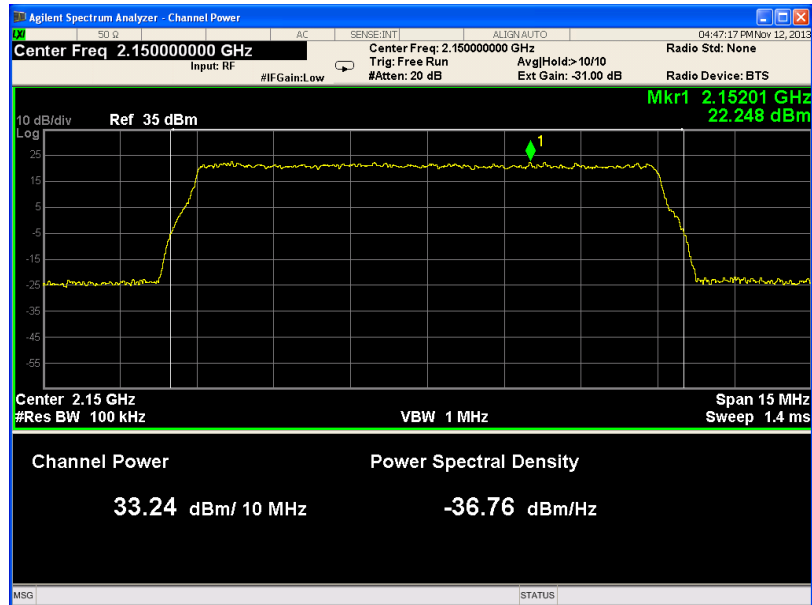 Agilent Spectrum Analyzer - Channel Power
LXI 50 Ω AC SENSE:INT ALIGN AUTO 04:47:17 PM Nov 12, 2013
Center Freq 2.150000000 GHz Center Freq: 2.150000000 GHz Radio Std: None
Input: RF Trig: Free Run Avg|Hold:>10/10
#IFGain:Low #Atten: 20 dB Ext Gain: -31.00 dB Radio Device: BTS
Mkr1 2.15201 GHz
10 dB/div Ref 35 dBm 22.248 dBm
Log
1
25
15
5
-5
-15
-25
-35
-45
-55
Center 2.15 GHz Span 15 MHz
#Res BW 100 kHz VBW 1 MHz Sweep 1.4 ms
Channel Power Power Spectral Density
33.24 dBm/ 10 MHz -36.76 dBm/Hz
MSG STATUS